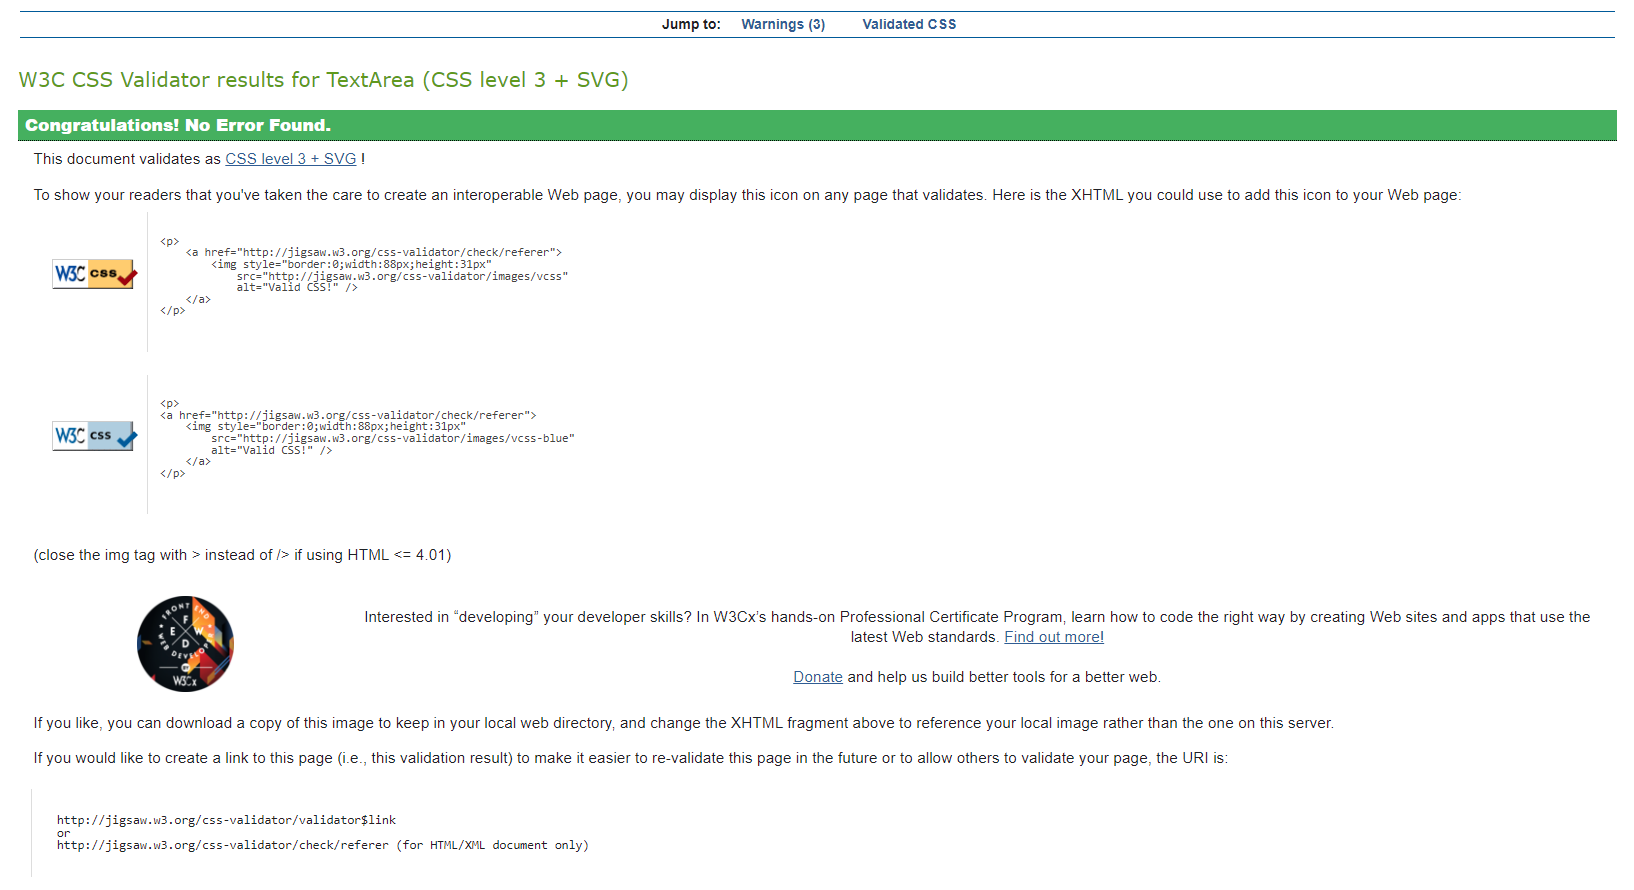 Jump to: Warnings (3) Validated CSS
W3C CSS Validator results for TextArea (CSS level 3 + SVG)
Congratulations! No Error Found.
This document validates as CSS level 3 + SVG !
To show your readers that you've taken the care to create an interoperable Web page, you may display this icon on any page that validates. Here is the XHTML you could use to add this icon to your Web page:
W3C css
<p>
<a href="http://jigsaw.w3.org/css-validator/check/referer">
<img style="border:0;width:88px;height:31px"
src="http://jigsaw.w3.org/css-validator/images/vcss"
alt="Valid CSS!" />
</a>
</p>
W3C css
<p>
<a href="http://jigsaw.w3.org/css-validator/check/referer">
<img style="border:0;width:88px;height:31px"
src="http://jigsaw.w3.org/css-validator/images/vcss-blue"
alt="Valid CSS!" />
</a>
</p>
(close the img tag with > instead of /> if using HTML <= 4.01)
FRONT END
F
E W
D
WEB DEVELOPER
BY
W3Cx
Interested in “developing” your developer skills? In W3Cx’s hands-on Professional Certificate Program, learn how to code the right way by creating Web sites and apps that use the
latest Web standards. Find out more!
Donate and help us build better tools for a better web.
If you like, you can download a copy of this image to keep in your local web directory, and change the XHTML fragment above to reference your local image rather than the one on this server.
If you would like to create a link to this page (i.e., this validation result) to make it easier to re-validate this page in the future or to allow others to validate your page, the URI is:
http://jigsaw.w3.org/css-validator/validator$link
or
http://jigsaw.w3.org/css-validator/check/referer (for HTML/XML document only)